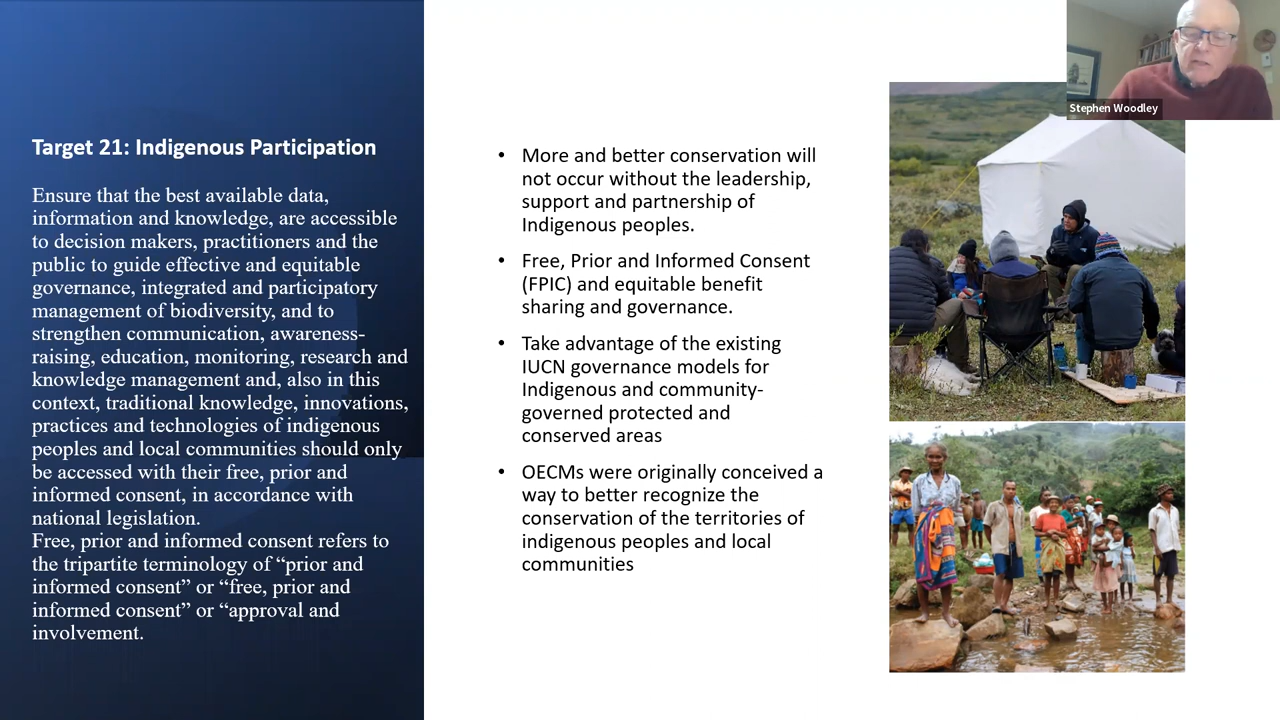 Target 21: Indigenous Participation
Ensure that the best available data,
information and knowledge, are accessible
to decision makers, practitioners and the
public to guide effective and equitable
governance, integrated and participatory
management of biodiversity, and to
strengthen communication, awareness-
raising, education, monitoring, research and
knowledge management and, also in this
context, traditional knowledge, innovations,
practices and technologies of indigenous
peoples and local communities should only
be accessed with their free, prior and
informed consent, in accordance with
national legislation.
Free, prior and informed consent refers to
the tripartite terminology of “prior and
informed consent” or “free, prior and
informed consent” or “approval and
involvement.
• More and better conservation will
not occur without the leadership,
support and partnership of
Indigenous peoples.
• Free, Prior and Informed Consent
(FPIC) and equitable benefit
sharing and governance.
• Take advantage of the existing
IUCN governance models for
Indigenous and community-
governed protected and
conserved areas
• OECMs were originally conceived a
way to better recognize the
conservation of the territories of
indigenous peoples and local
communities
Stephen Woodley